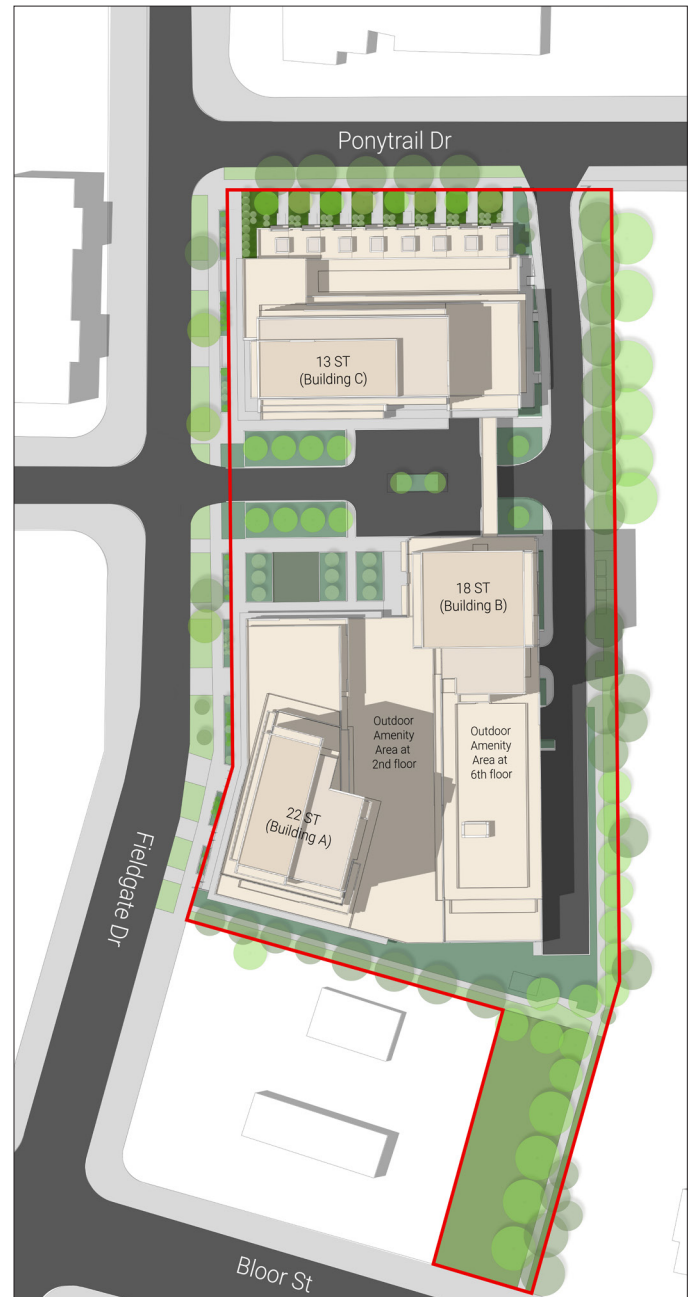 Ponytrail Dr
13 ST
(Building C)
18 ST
(Building B)
Outdoor
Amenity
Area at
2nd floor
Outdoor
Amenity
Area at
6th floor
22 ST
(Building A)
Fieldgate Dr
Bloor St